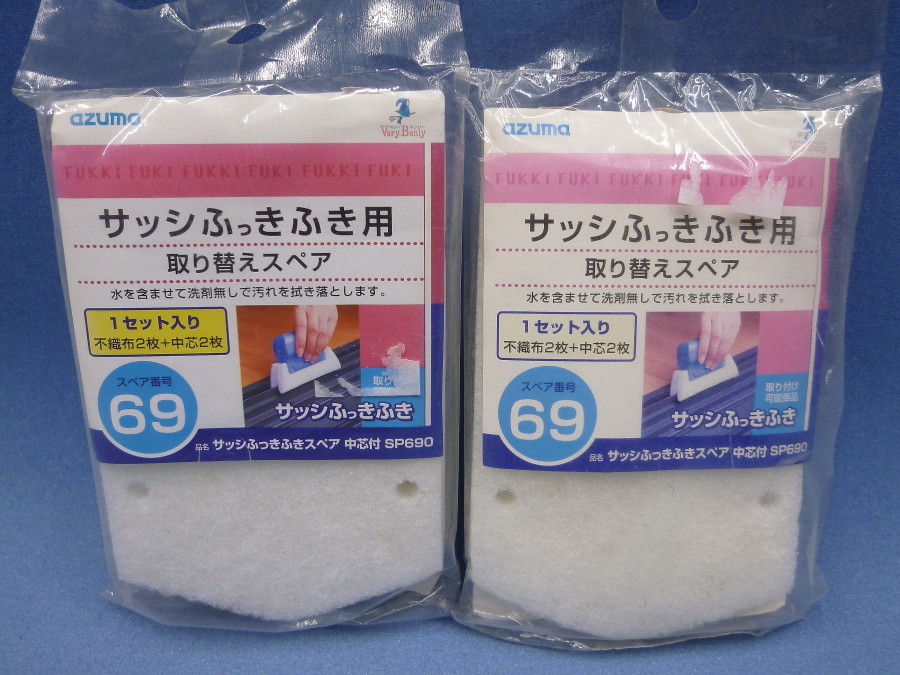 azuma
Very Benly
FUKKI FUKI FUKKI FUKKI FUKI
サッシふっきふき用
取り替えスペア
水を含ませて洗剤無しで汚れを拭き落とします。
1セット入り
不織布2枚+中芯2枚
スペア番号
69
取り
サッシふっきふき
品名 サッシふっきふきスペア 中芯付 SP690
azuma
Very Benly
FUKKI FUKI FUKKI FUKI
サッシふっきふき用
取り替えスペア
水を含ませて洗剤無しで汚れを拭き落とします。
1セット入り
不織布2枚+中芯2枚
スペア番号
69
取り付け
可能商品
サッシふっきふき
品名 サッシふっきふきスペア 中芯付 SP690